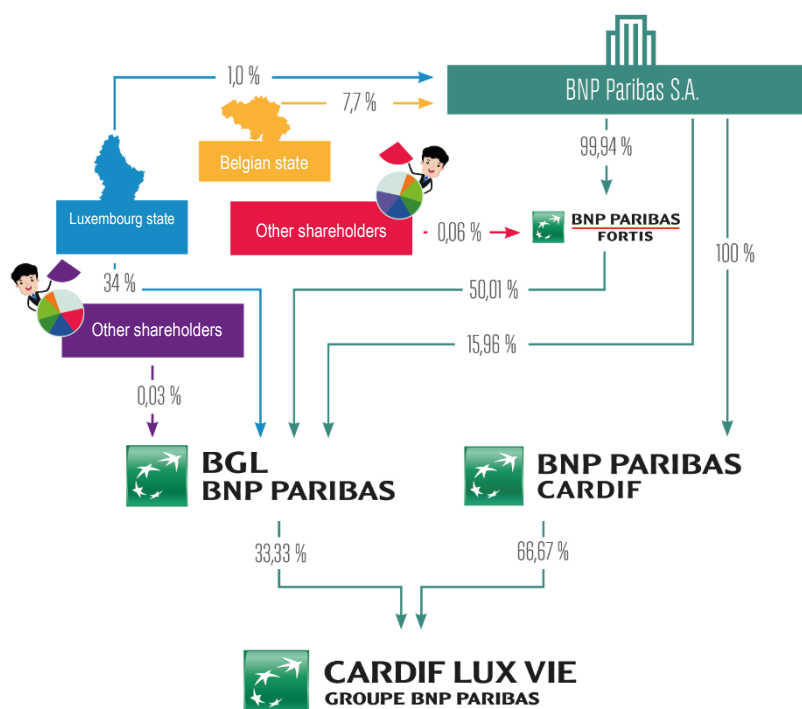 1,0 %
BNP Paribas S.A.
7,7 %
Belgian state
99,94 %
Luxembourg state
Other shareholders
0,06 %
BNP PARIBAS
FORTIS
100 %
34 %
50,01 %
Other shareholders
15,96 %
0,03 %
BGL
BNP PARIBAS
BNP PARIBAS
CARDIF
33,33 %
66,67 %
CARDIF LUX VIE
GROUPE BNP PARIBAS